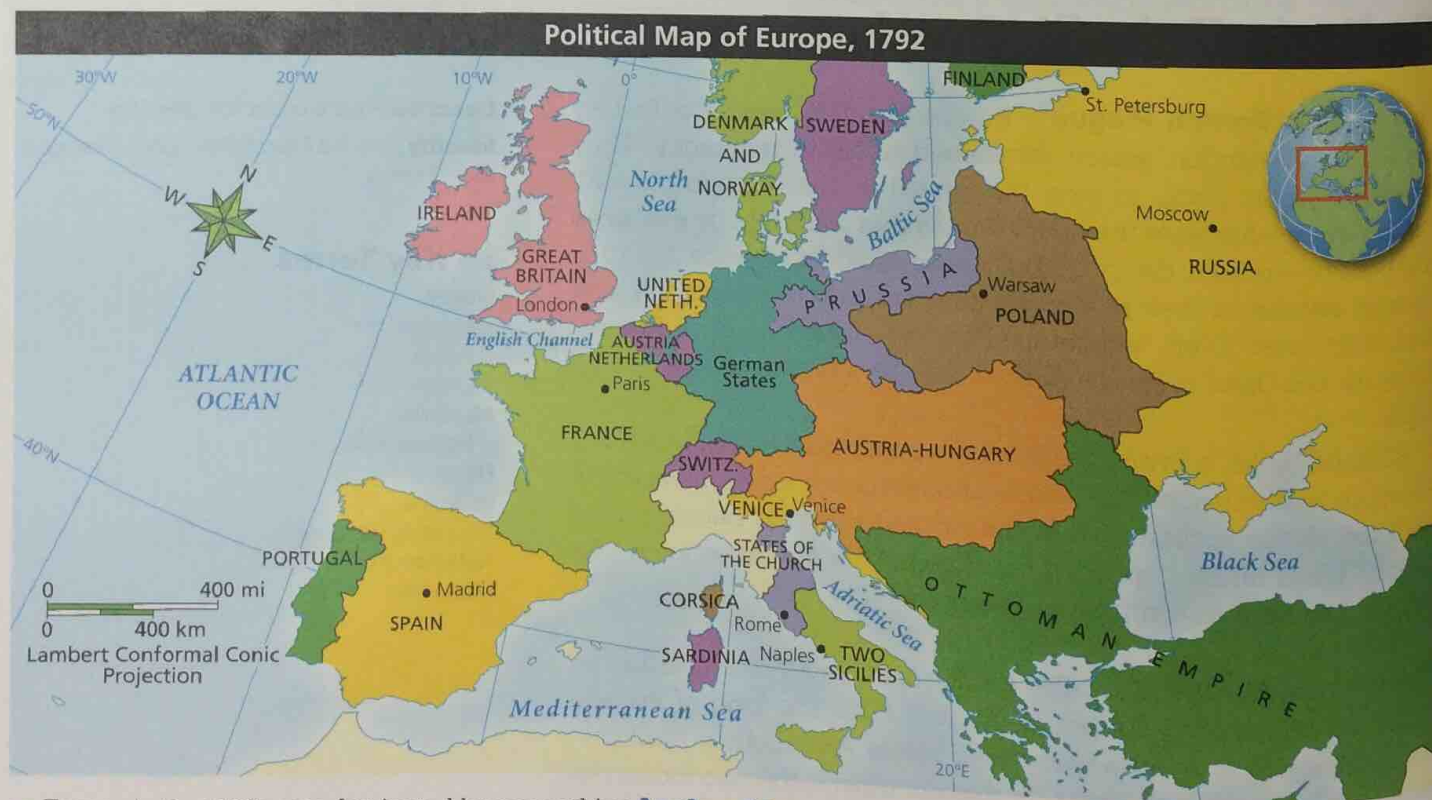 Political Map of Europe, 1792
30°W
20°W
10°W
0°
50°N
40°N
20°E
N
W
E
S
FINLAND
St. Petersburg
DENMARK
AND
NORWAY
SWEDEN
North
Sea
Baltic Sea
Moscow
RUSSIA
IRELAND
GREAT
BRITAIN
London
UNITED
NETH.
PRUSSIA
Warsaw
POLAND
English Channel
AUSTRIA
NETHERLANDS
German
States
Paris
ATLANTIC
OCEAN
FRANCE
AUSTRIA-HUNGARY
SWITZ.
VENICE
Venice
STATES OF
THE CHURCH
PORTUGAL
Madrid
SPAIN
CORSICA
Rome
Adriatic Sea
Black Sea
OTTOMAN EMPIRE
SARDINIA
Naples
TWO
SICILIES
Mediterranean Sea
0 400 mi
0 400 km
Lambert Conformal Conic
Projection